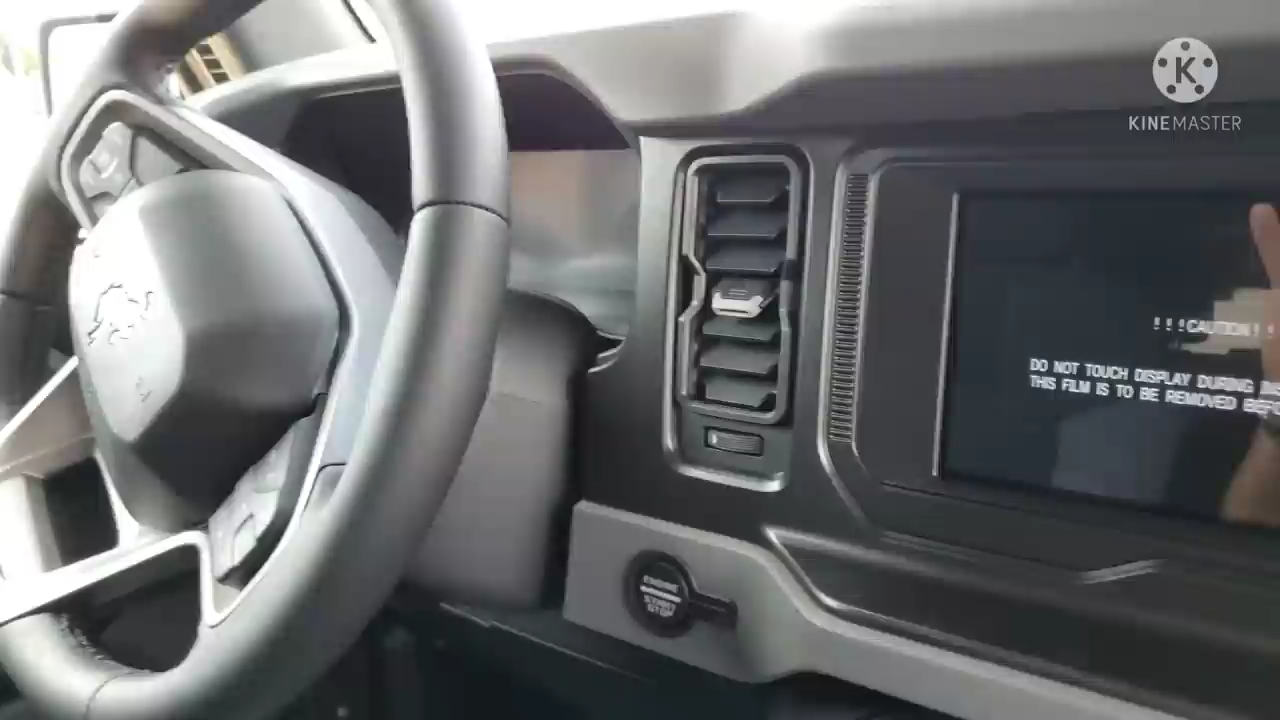 K
KINEMASTER
!!!CAUTION!!
DO NOT TOUCH DISPLAY DURING
THIS FILM IS TO BE REMOVED
ENGINE
START
STOP